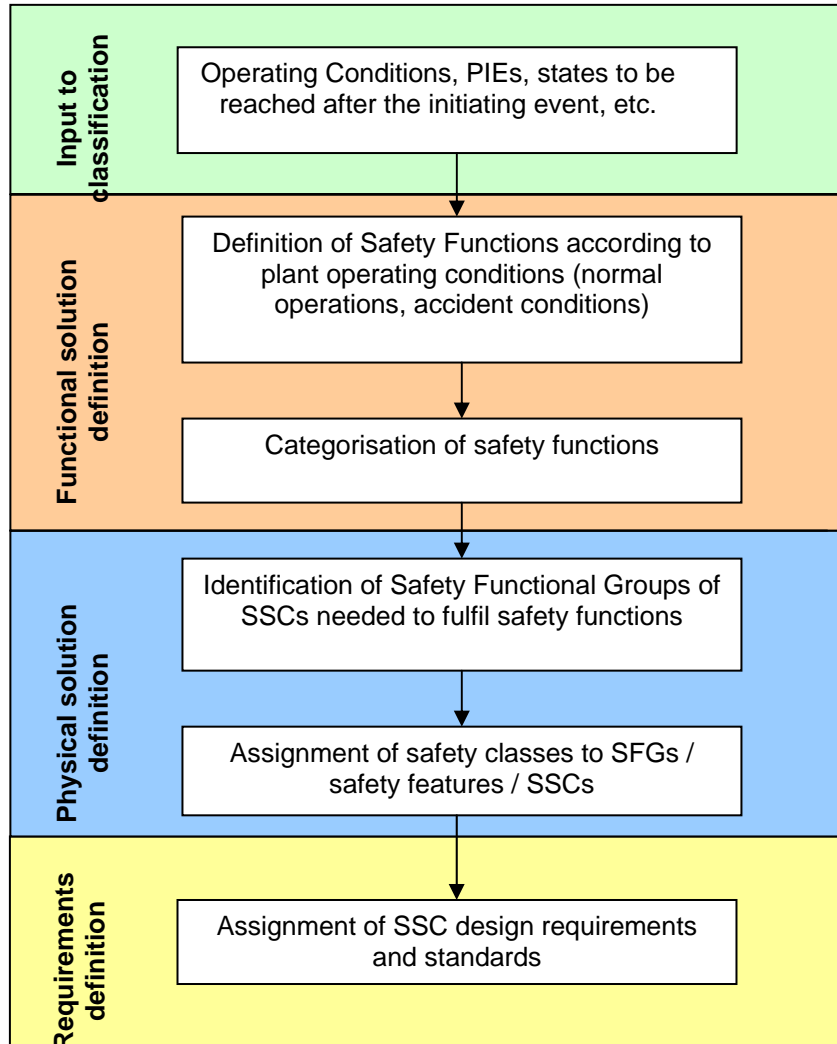 Input to
classification
Operating Conditions, PIEs, states to be
reached after the initiating event, etc.
Functional solution
definition
Definition of Safety Functions according to
plant operating conditions (normal
operations, accident conditions)
Categorisation of safety functions
Physical solution
definition
Identification of Safety Functional Groups of
SSCs needed to fulfil safety functions
Assignment of safety classes to SFGs /
safety features / SSCs
Requirements
definition
Assignment of SSC design requirements
and standards